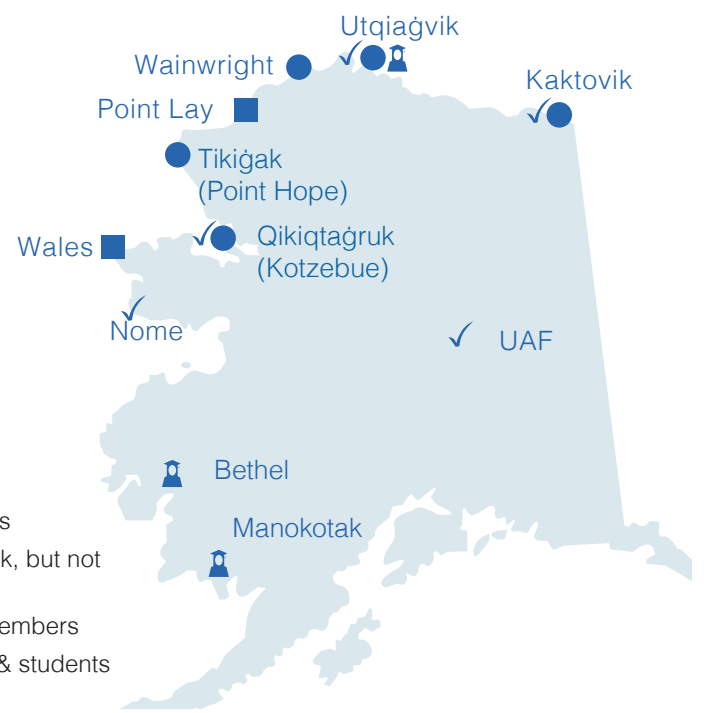 Utqiaġvik
Wainwright
Kaktovik
Point Lay
Tikiġak
(Point Hope)
Wales
Qikiqtaġruk
(Kotzebue)
Nome
UAF
Bethel
Manokotak
s
k, but not
embers
& students